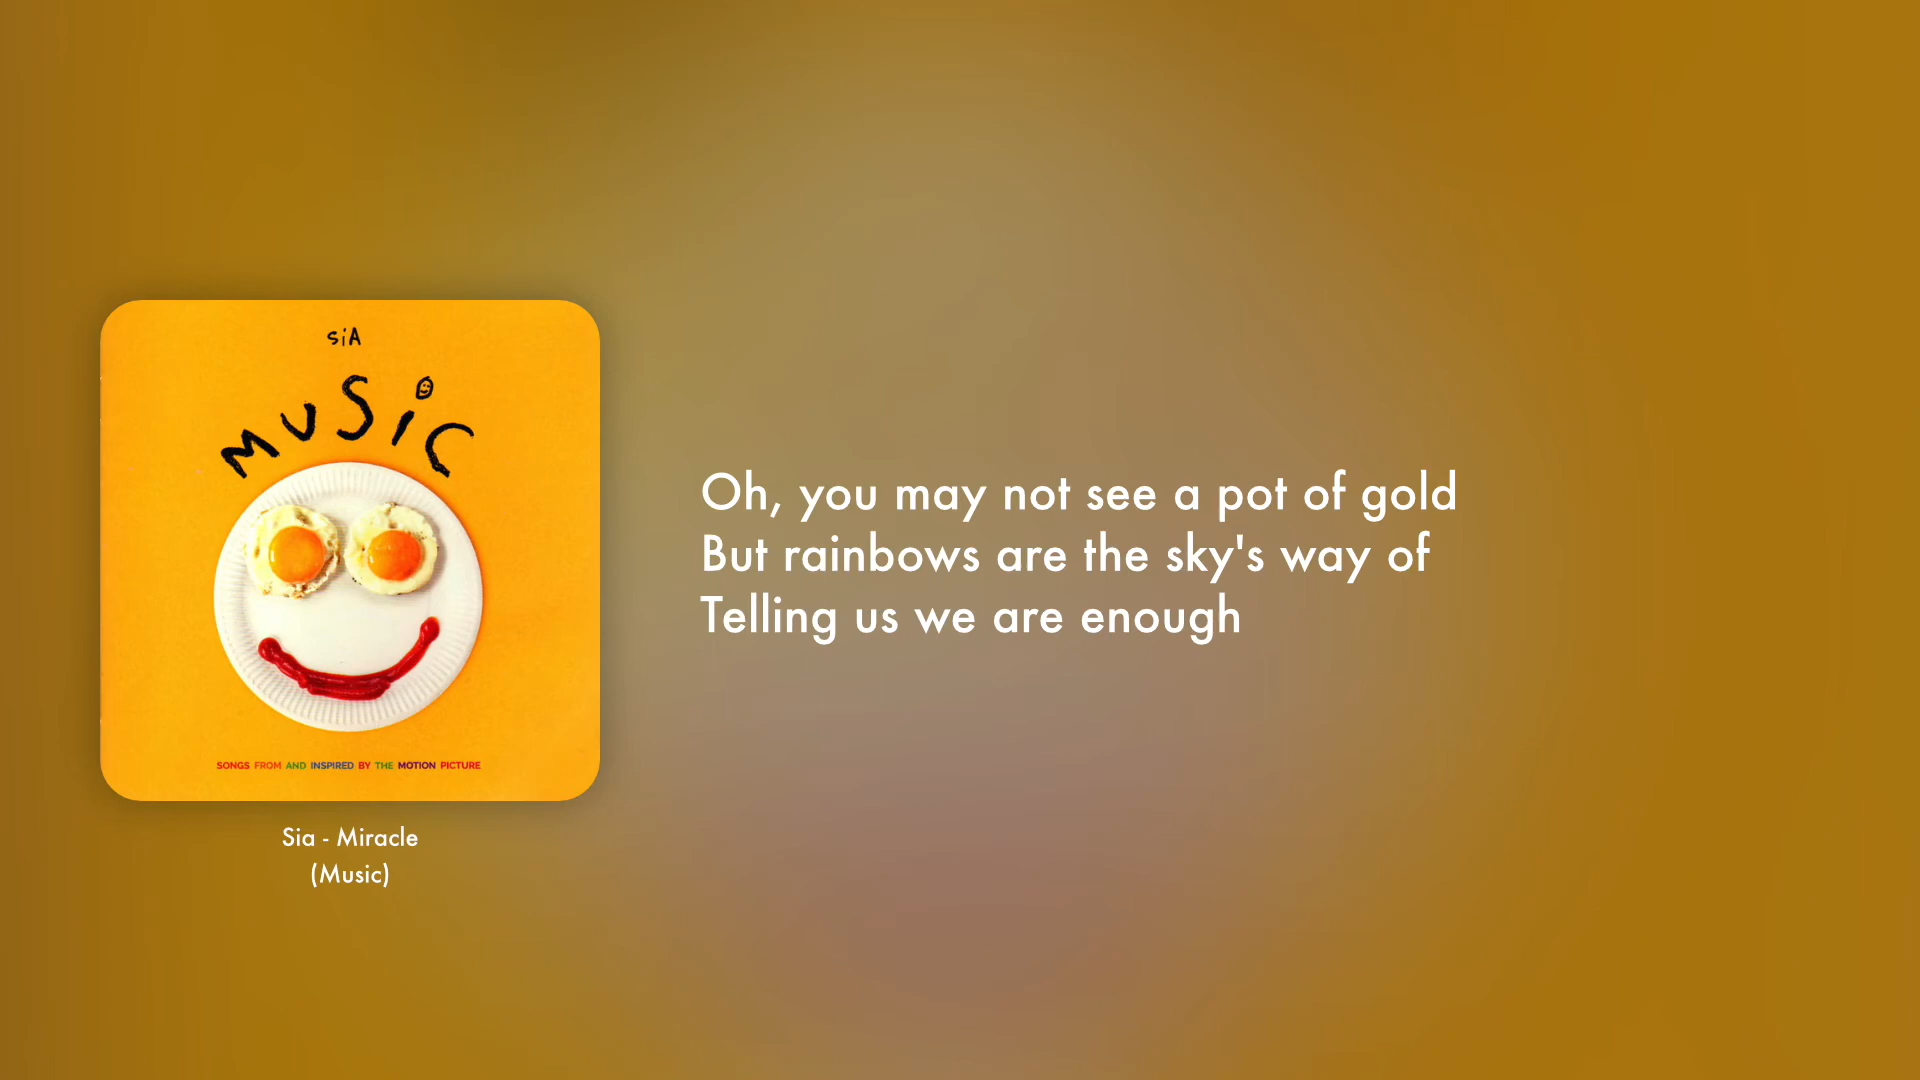 siA
MUSiC
SONGS FROM AND INSPIRED BY THE MOTION PICTURE
Sia - Miracle
(Music)
Oh, you may not see a pot of gold
But rainbows are the sky's way of
Telling us we are enough